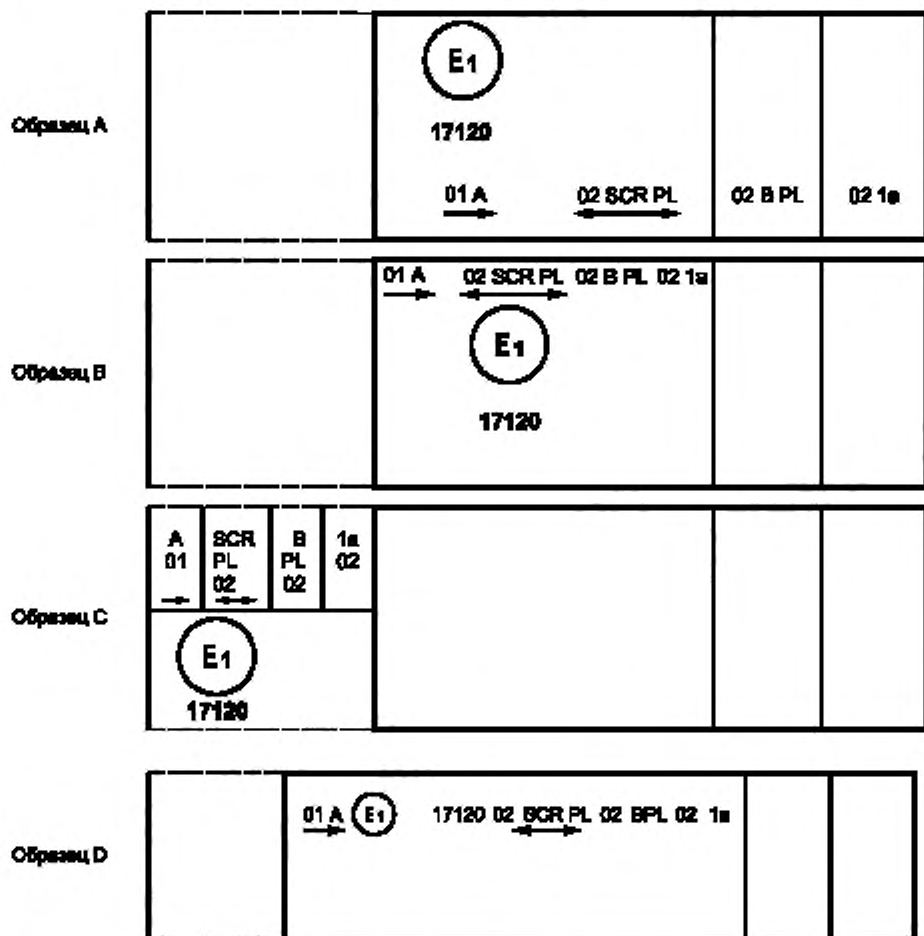 Образец A
E1
17120
01 A 02 SCR PL 02 B PL 02 1a
Образец B
01 A 02 SCR PL 02 B PL 02 1a
E1
17120
Образец C
A SCR B 1a
01 PL PL 02
02 02
E1
17120
Образец D
01 A E1 17120 02 SCR PL 02 BPL 02 1a